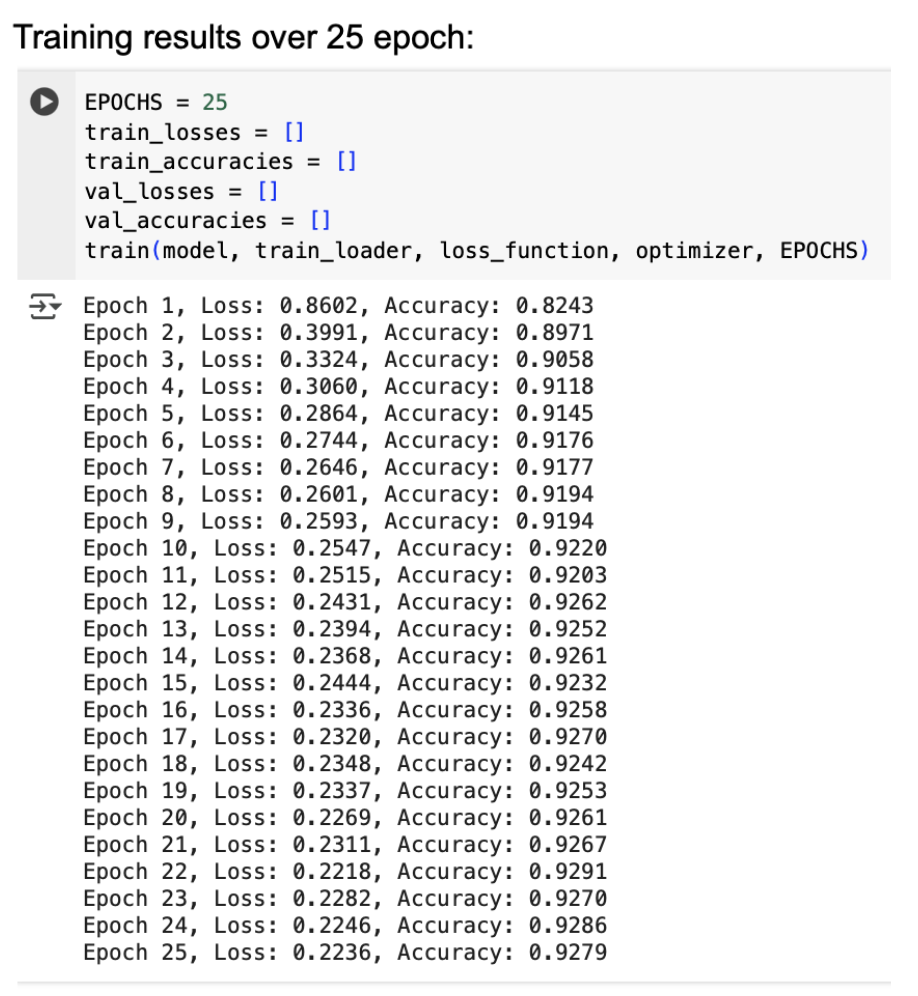 Training results over 25 epoch:
EPOCHS = 25
train_losses = []
train_accuracies = []
val_losses = []
val_accuracies = []
train(model, train_loader, loss_function, optimizer, EPOCHS)
Epoch 1, Loss: 0.8602, Accuracy: 0.8243
Epoch 2, Loss: 0.3991, Accuracy: 0.8971
Epoch 3, Loss: 0.3324, Accuracy: 0.9058
Epoch 4, Loss: 0.3060, Accuracy: 0.9118
Epoch 5, Loss: 0.2864, Accuracy: 0.9145
Epoch 6, Loss: 0.2744, Accuracy: 0.9176
Epoch 7, Loss: 0.2646, Accuracy: 0.9177
Epoch 8, Loss: 0.2601, Accuracy: 0.9194
Epoch 9, Loss: 0.2593, Accuracy: 0.9194
Epoch 10, Loss: 0.2547, Accuracy: 0.9220
Epoch 11, Loss: 0.2515, Accuracy: 0.9203
Epoch 12, Loss: 0.2431, Accuracy: 0.9262
Epoch 13, Loss: 0.2394, Accuracy: 0.9252
Epoch 14, Loss: 0.2368, Accuracy: 0.9261
Epoch 15, Loss: 0.2444, Accuracy: 0.9232
Epoch 16, Loss: 0.2336, Accuracy: 0.9258
Epoch 17, Loss: 0.2320, Accuracy: 0.9270
Epoch 18, Loss: 0.2348, Accuracy: 0.9242
Epoch 19, Loss: 0.2337, Accuracy: 0.9253
Epoch 20, Loss: 0.2269, Accuracy: 0.9261
Epoch 21, Loss: 0.2311, Accuracy: 0.9267
Epoch 22, Loss: 0.2218, Accuracy: 0.9291
Epoch 23, Loss: 0.2282, Accuracy: 0.9270
Epoch 24, Loss: 0.2246, Accuracy: 0.9286
Epoch 25, Loss: 0.2236, Accuracy: 0.9279